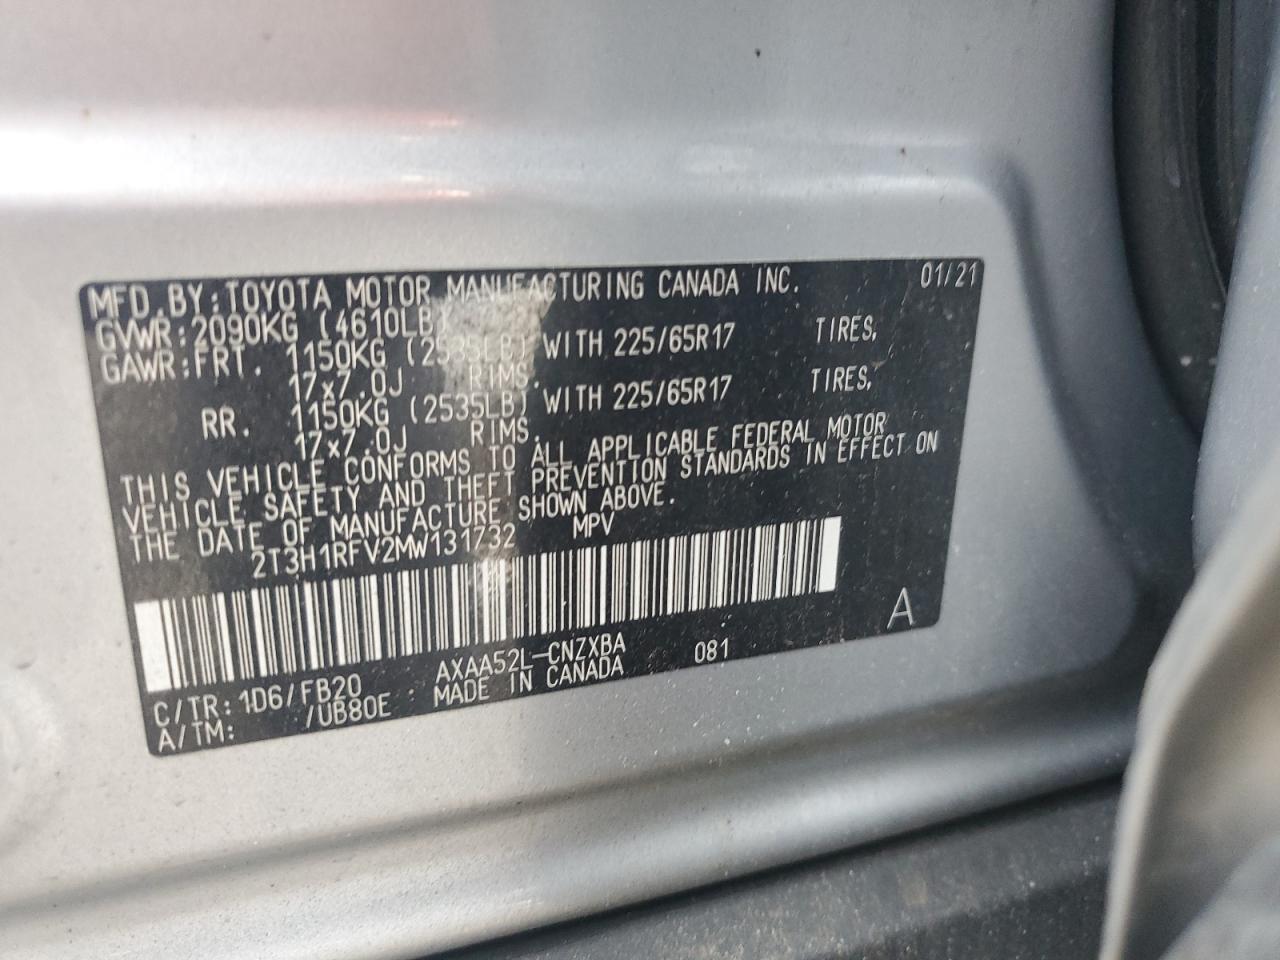 MFD.BY:TOYOTA MOTOR MANUFACTURING CANADA INC. 01/21
GVWR:2090KG (4610LB)
GAWR:FRT. 1150KG (2535LB) WITH 225/65R17 TIRES,
17x7.0J RIMS.
RR. 1150KG (2535LB) WITH 225/65R17 TIRES,
17x7.0J RIMS.
THIS VEHICLE CONFORMS TO ALL APPLICABLE FEDERAL MOTOR
VEHICLE SAFETY AND THEFT PREVENTION STANDARDS IN EFFECT ON
THE DATE OF MANUFACTURE SHOWN ABOVE.
2T3H1RFV2MW131732 MPV
A
C/TR:1D6/FB20 AXAA52L-CNZXBA 081
A/TM: /UB80E MADE IN CANADA